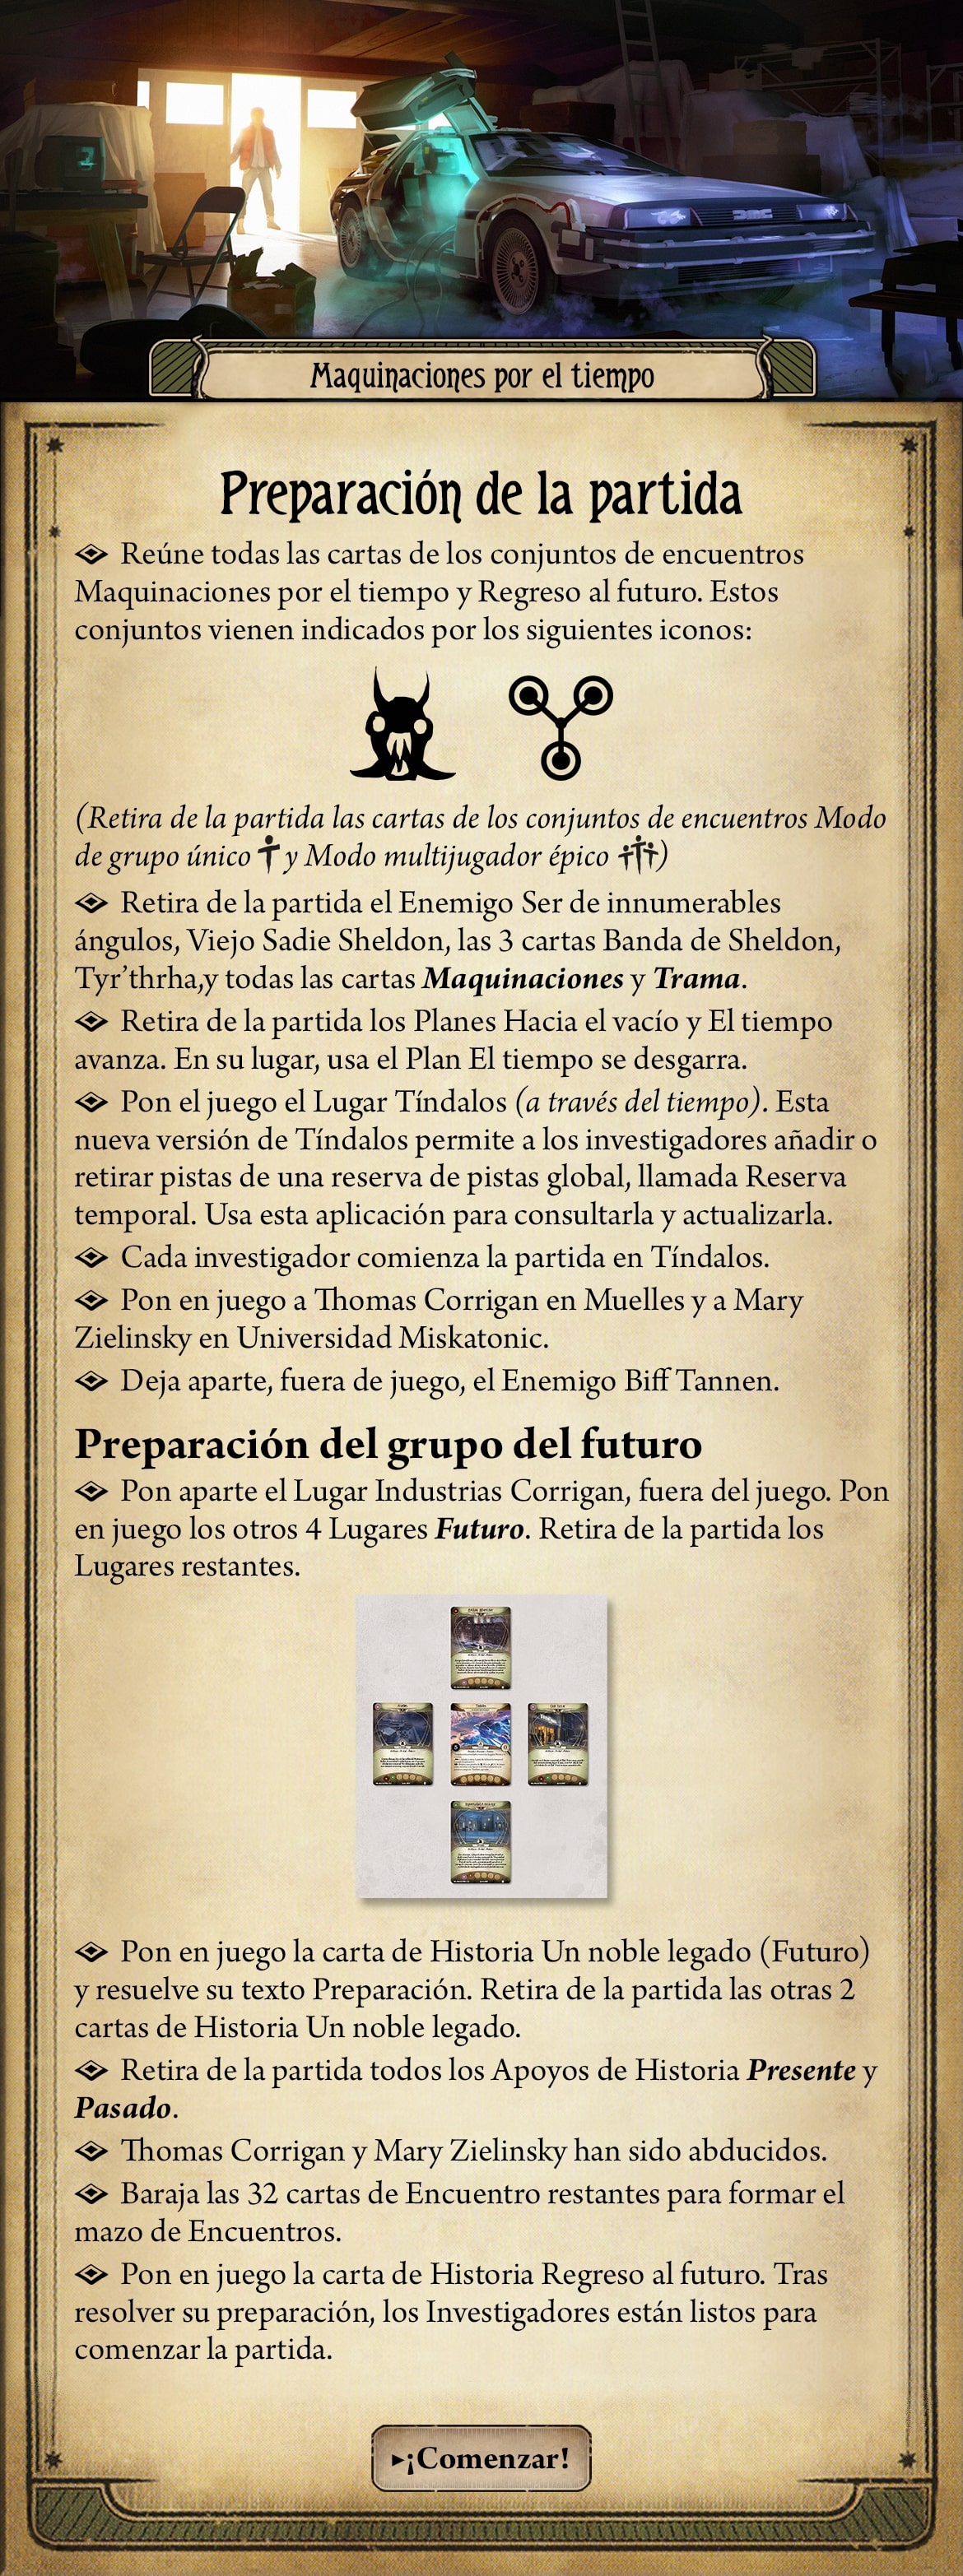 DMC
Maquinaciones por el tiempo
Preparación de la partida
Reúne todas las cartas de los conjuntos de encuentros
Maquinaciones por el tiempo y Regreso al futuro. Estos
conjuntos vienen indicados por los siguientes iconos:
(Retira de la partida las cartas de los conjuntos de encuentros Modo
de grupo único y Modo multijugador épico )
Retira de la partida el Enemigo Ser de innumerables
ángulos, Viejo Sadie Sheldon, las 3 cartas Banda de Sheldon,
Tyr’thrha,y todas las cartas Maquinaciones y Trama.
Retira de la partida los Planes Hacia el vacío y El tiempo
avanza. En su lugar, usa el Plan El tiempo se desgarra.
Pon el juego el Lugar Tíndalos (a través del tiempo). Esta
nueva versión de Tíndalos permite a los investigadores añadir o
retirar pistas de una reserva de pistas global, llamada Reserva
temporal. Usa esta aplicación para consultarla y actualizarla.
Cada investigador comienza la partida en Tíndalos.
Pon en juego a Thomas Corrigan en Muelles y a Mary
Zielinsky en Universidad Miskatonic.
Deja aparte, fuera de juego, el Enemigo Biff Tannen.
Preparación del grupo del futuro
Pon aparte el Lugar Industrias Corrigan, fuera del juego. Pon
en juego los otros 4 Lugares Futuro. Retira de la partida los
Lugares restantes.
Pon en juego la carta de Historia Un noble legado (Futuro)
y resuelve su texto Preparación. Retira de la partida las otras 2
cartas de Historia Un noble legado.
Retira de la partida todos los Apoyos de Historia Presente y
Pasado.
Thomas Corrigan y Mary Zielinsky han sido abducidos.
Baraja las 32 cartas de Encuentro restantes para formar el
mazo de Encuentros.
Pon en juego la carta de Historia Regreso al futuro. Tras
resolver su preparación, los Investigadores están listos para
comenzar la partida.
▸¡Comenzar!